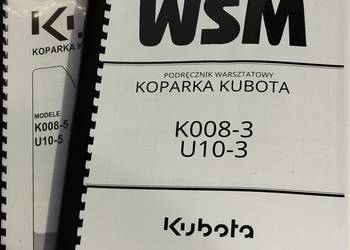 KOPARKA K
MODELE
K008-5
U10-5
WSM
PODRĘCZNIK WARSZTATOWY
KOPARKA KUBOTA
K008-3
U10-3
Kubota